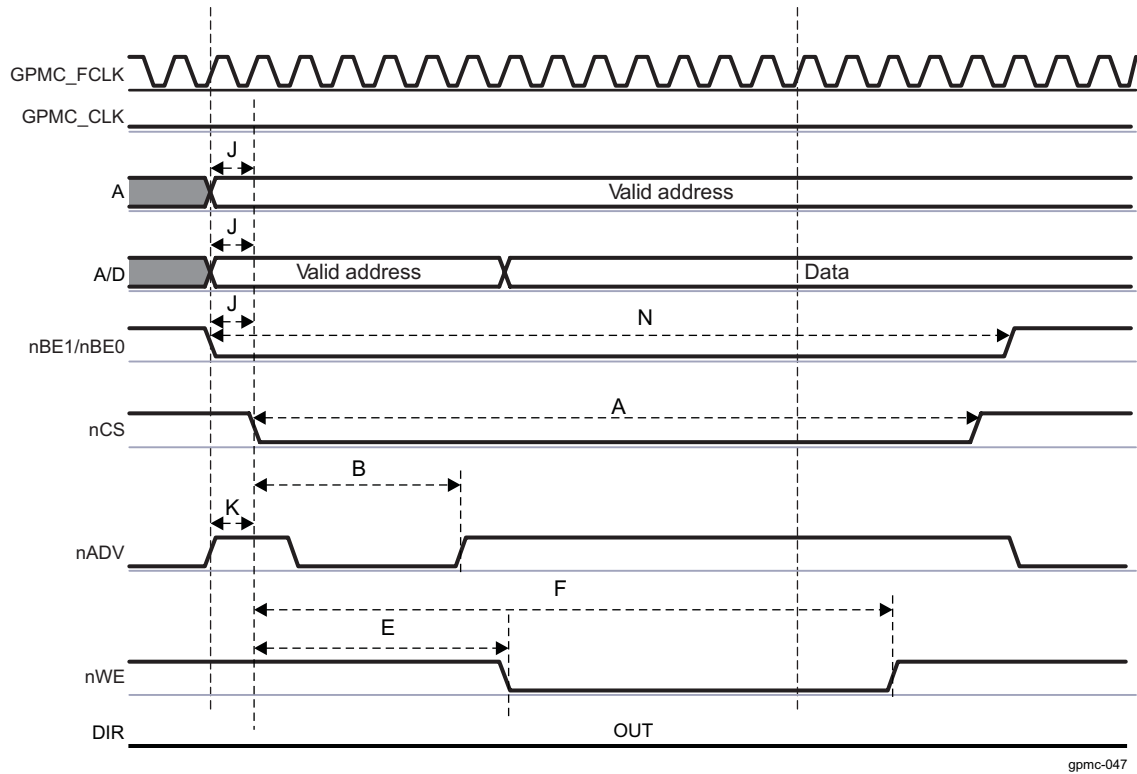 GPMC_FCLK
GPMC_CLK
J
A Valid address
J
A/D Valid address Data
J N
nBE1/nBE0
A
nCS
B
K
nADV
F
E
nWE
DIR OUT
gpmc-047